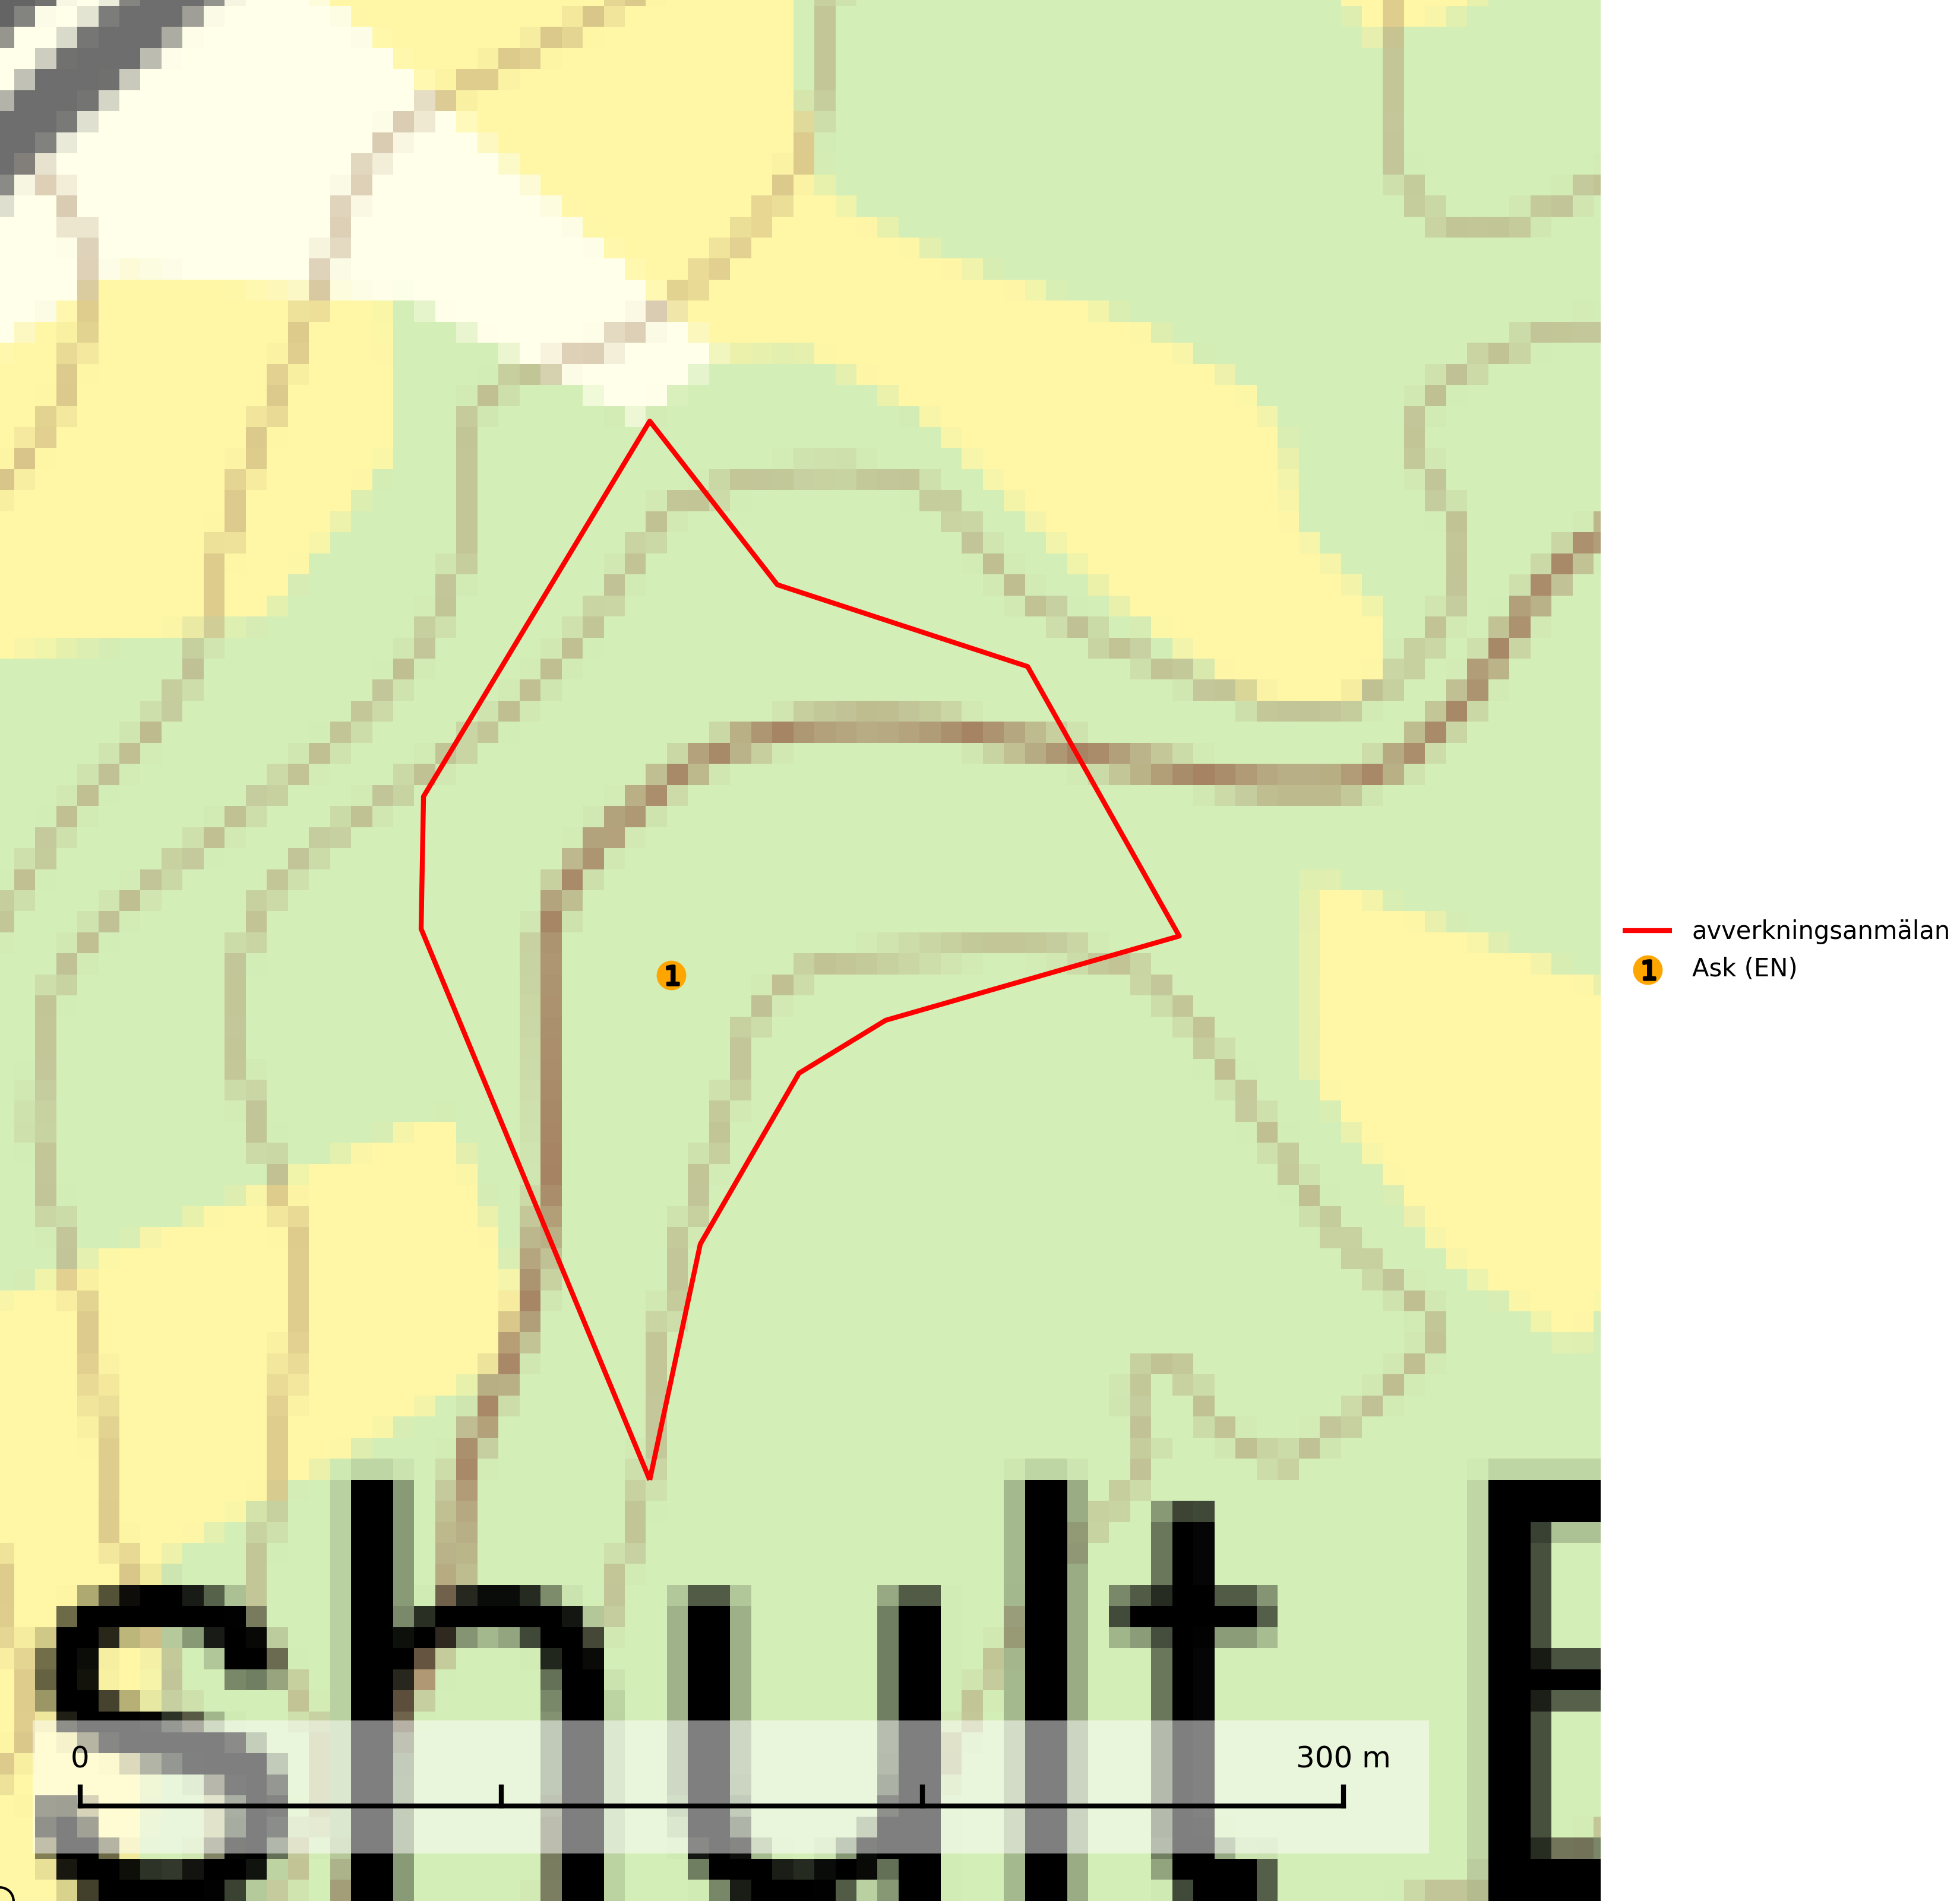 avverkningsanmälan
1
1 Ask (EN)
shult E
0 300 m